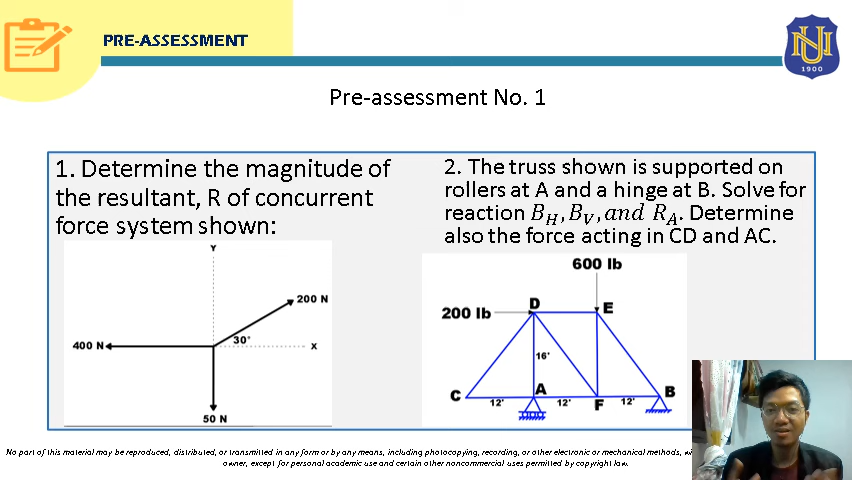 PRE-ASSESSMENT
NU
1900
Pre-assessment No. 1
1. Determine the magnitude of
the resultant, R of concurrent
force system shown:
Y
200 N
30°
400 N
X
50 N
2. The truss shown is supported on
rollers at A and a hinge at B. Solve for
reaction B_H, B_V, and R_A. Determine
also the force acting in CD and AC.
600 lb
D
E
200 lb
16'
C
A
B
12'
12'
F
12'
No part of this material may be reproduced, distributed, or transmitted in any form or by any means, including photocopying, recording, or other electronic or mechanical methods,
owner, except for personal academic use and certain other noncommercial uses permitted by copyright law.